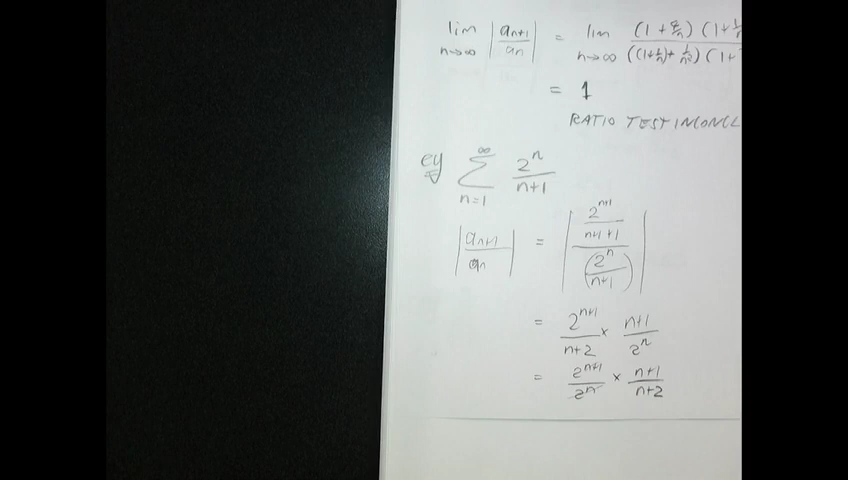 lim n→∞ |an+1/an| = lim n→∞ (1 + 2/n) (1+ 1/n / ((1+1/n)+ 1/n²) (1+
= 1
RATIO TEST INCONCL
eg ∞ Σ n=1 2^n/n+1
|an+1/an| = |(2^n+1/n+1+1)/(2^n/n+1)|
= 2^n+1/n+2 × n+1/2^n
= 2^n+1/2^n × n+1/n+2